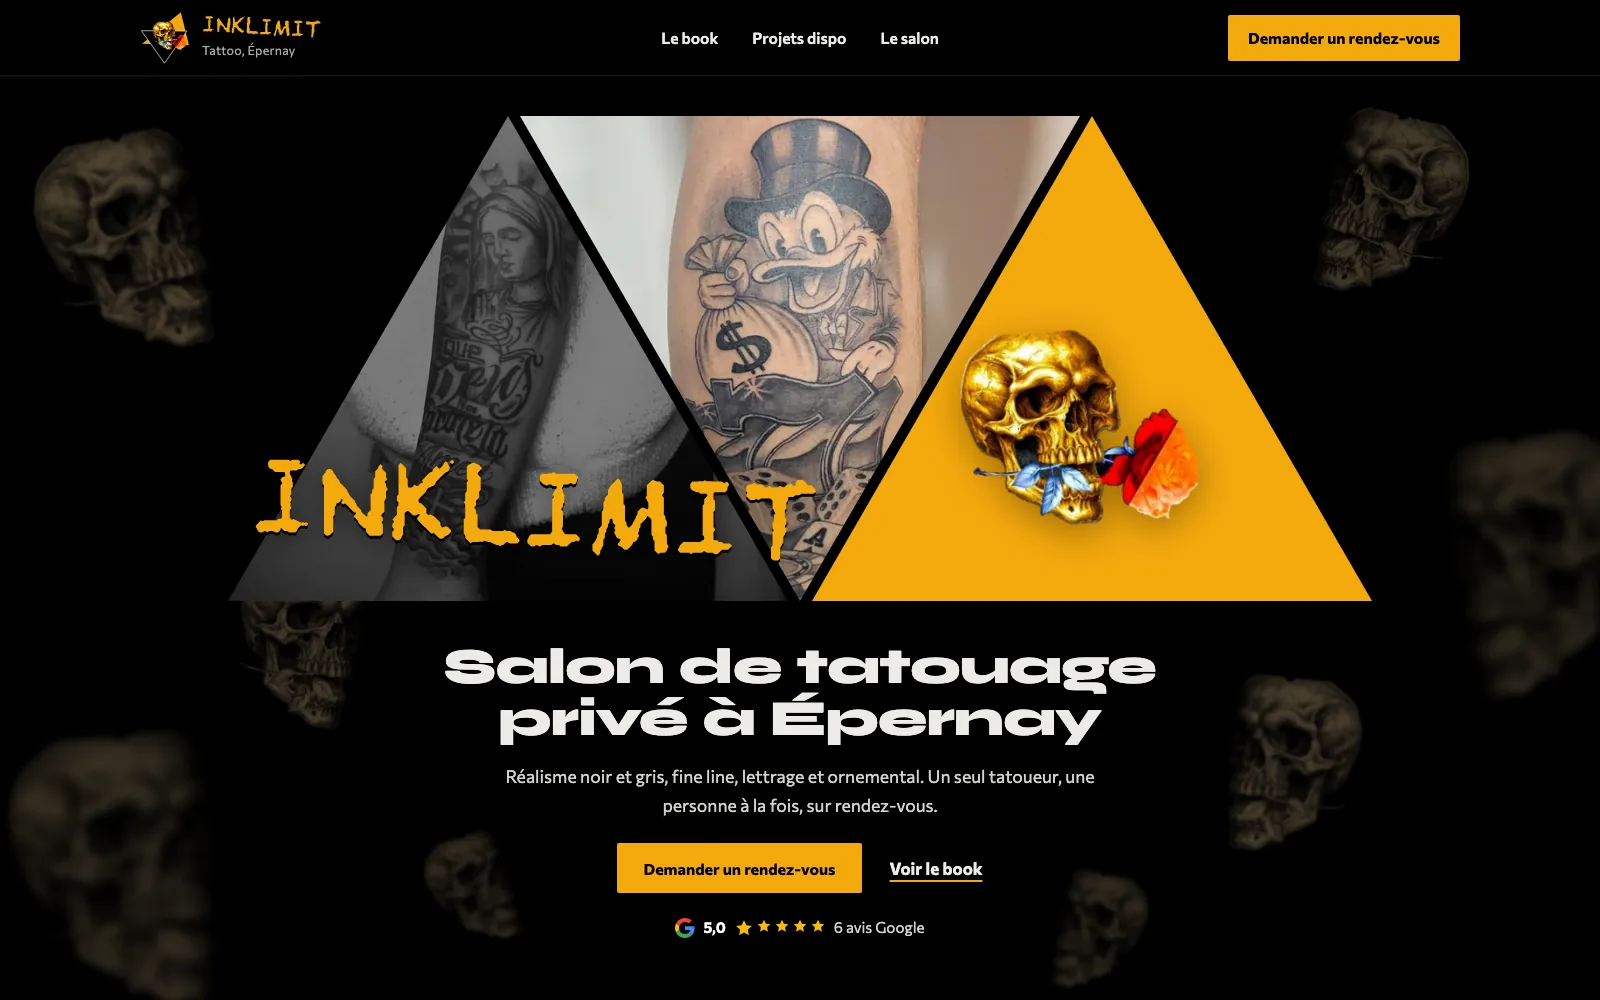 INKLIMIT
Tattoo, Épernay
Le book
Projets dispo
Le salon
Demander un rendez-vous
$
777
A
INKLIMIT
Salon de tatouage
privé à Épernay
Réalisme noir et gris, fine line, lettrage et ornemental. Un seul tatoueur, une
personne à la fois, sur rendez-vous.
Demander un rendez-vous
Voir le book
G 5,0 ★★★★★ 6 avis Google